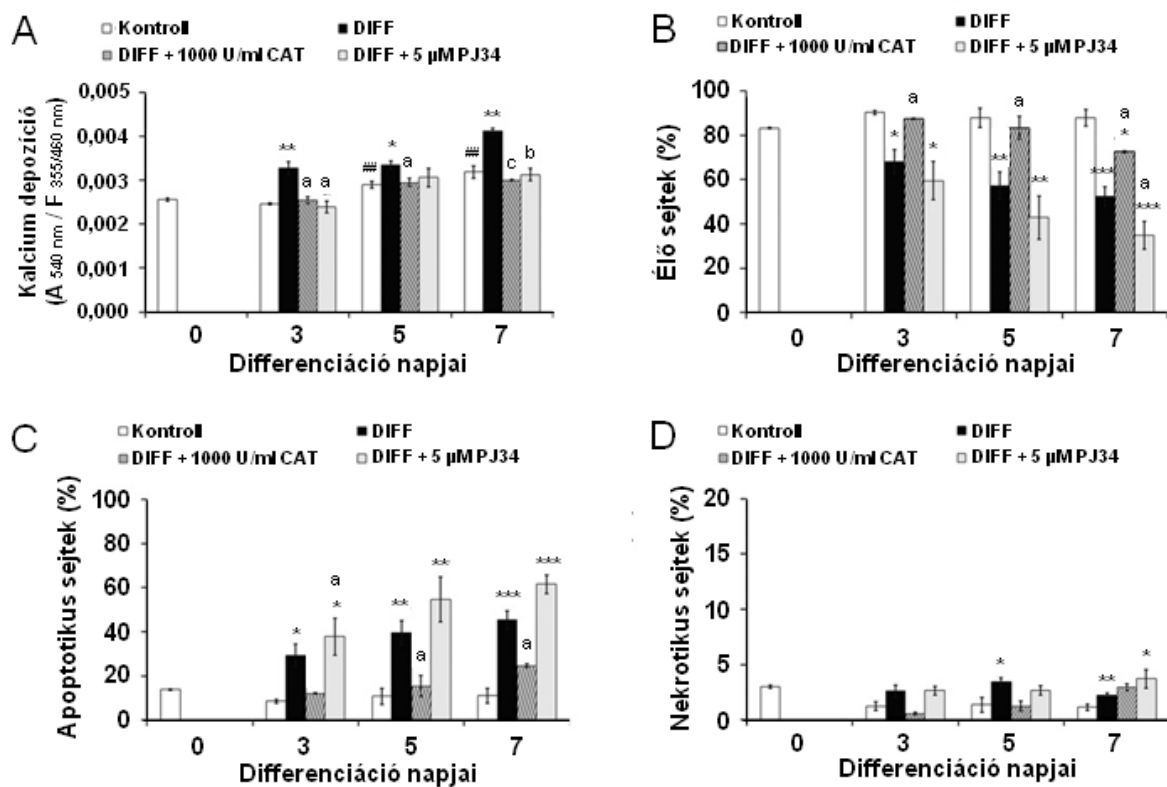 A
Kontroll DIFF
DIFF + 1000 U/ml CAT DIFF + 5 µM PJ34
Kalcium depozíció
(A 540 nm / F 355/460 nm)
0,005
0,004
0,003
0,002
0,001
0,000
** * **
a a ## a ## c b
0 3 5 7
Differenciáció napjai
B
Kontroll DIFF
DIFF + 1000 U/ml CAT DIFF + 5 µM PJ34
Élő sejtek (%)
100
80
60
40
20
0
a a a
* * ** ** *** * a ***
0 3 5 7
Differenciáció napjai
C
Kontroll DIFF
DIFF + 1000 U/ml CAT DIFF + 5 µM PJ34
Apoptotikus sejtek (%)
100
80
60
40
20
0
* a * ** a ** *** a ***
0 3 5 7
Differenciáció napjai
D
Kontroll DIFF
DIFF + 1000 U/ml CAT DIFF + 5 µM PJ34
Nekrotikus sejtek (%)
20
15
10
5
0
* ** *
0 3 5 7
Differenciáció napjai